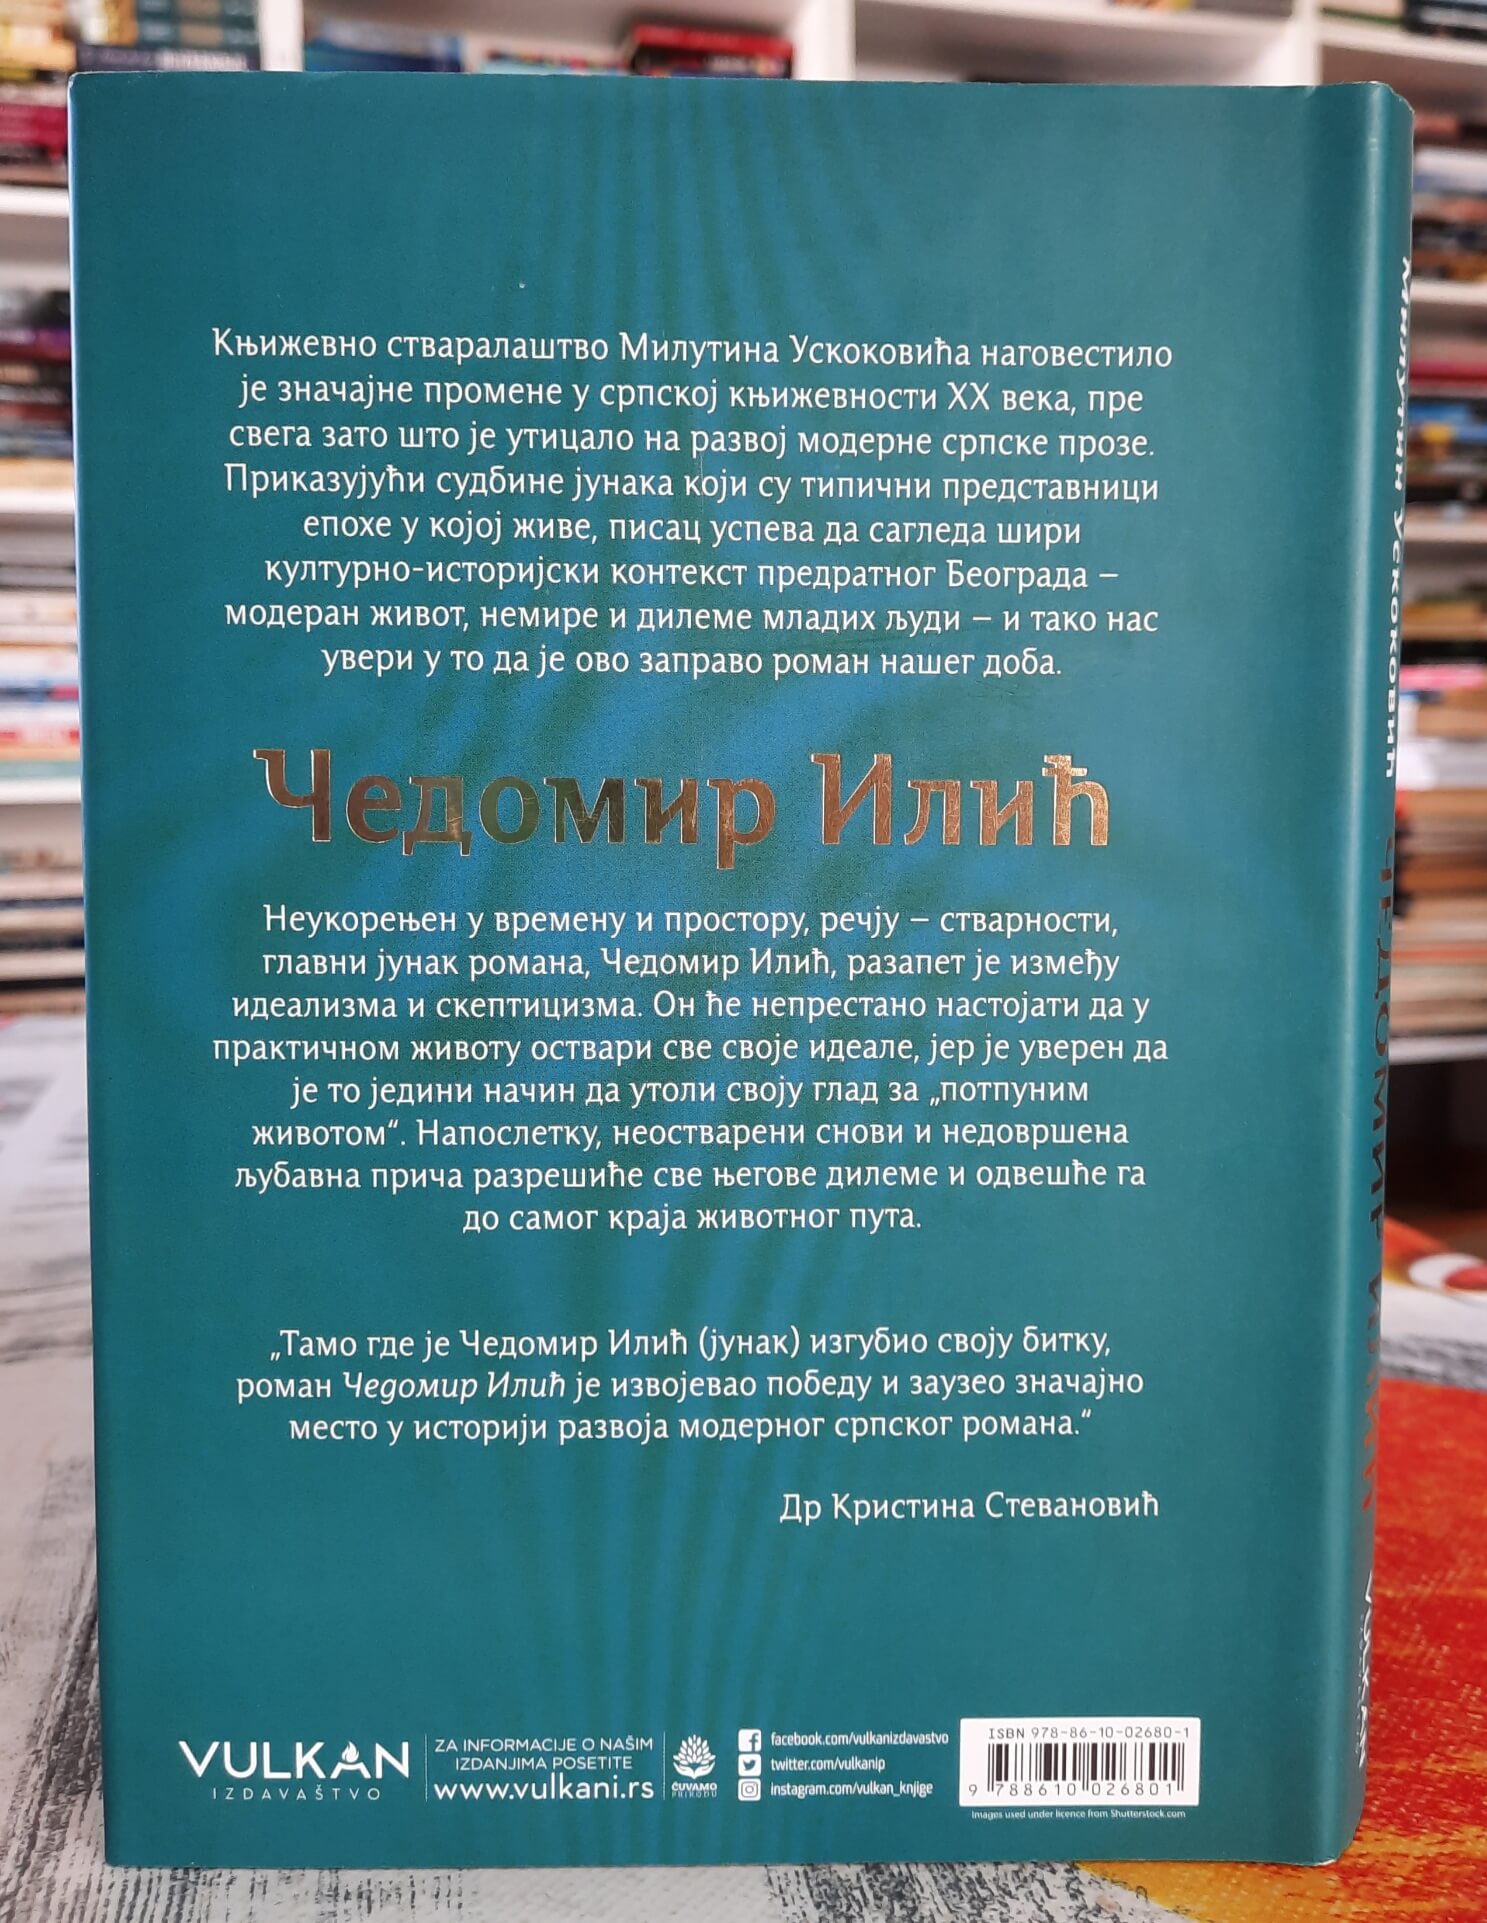 Књижевно стваралаштво Милутина Ускоковића наговестило
је значајне промене у српској књижевности XX века, пре
свега зато што је утицало на развој модерне српске прозе.
Приказујући судбине јунака који су типични представници
епохе у којој живе, писац успева да сагледа шири
културно-историјски контекст предратног Београда –
модеран живот, немире и дилеме младих људи – и тако нас
увери у то да је ово заправо роман нашег доба.
Чедомир Илић
Неукорењен у времену и простору, речју – стварности,
главни јунак романа, Чедомир Илић, разапет је између
идеализма и скептицизма. Он ће непрестано настојати да у
практичном животу оствари све своје идеале, јер је уверен да
је то једини начин да утоли своју глад за „потпуним
животом“. Напослетку, неостварени снови и недовршена
љубавна прича разрешиће све његове дилеме и одвешће га
до самог краја животног пута.
„Тамо где је Чедомир Илић (јунак) изгубио своју битку,
роман Чедомир Илић је извојевао победу и заузео значајно
место у историји развоја модерног српског романа.“
Др Кристина Стевановић
VULKAN
IZDAVAŠTVO
ZA INFORMACIJE O NAŠIM
IZDANJIMA POSETITE
www.vulkani.rs
ČUVAMO
PRIRODU
facebook.com/vulkanizdavastvo
twitter.com/vulkanip
instagram.com/vulkan_knjige
ISBN 978-86-10-02680-1
9 788610 026801
Images used under licence from Shutterstock.com
Милутин Ускоковић
ЧЕДОМИР ИЛИЋ
VULKAN